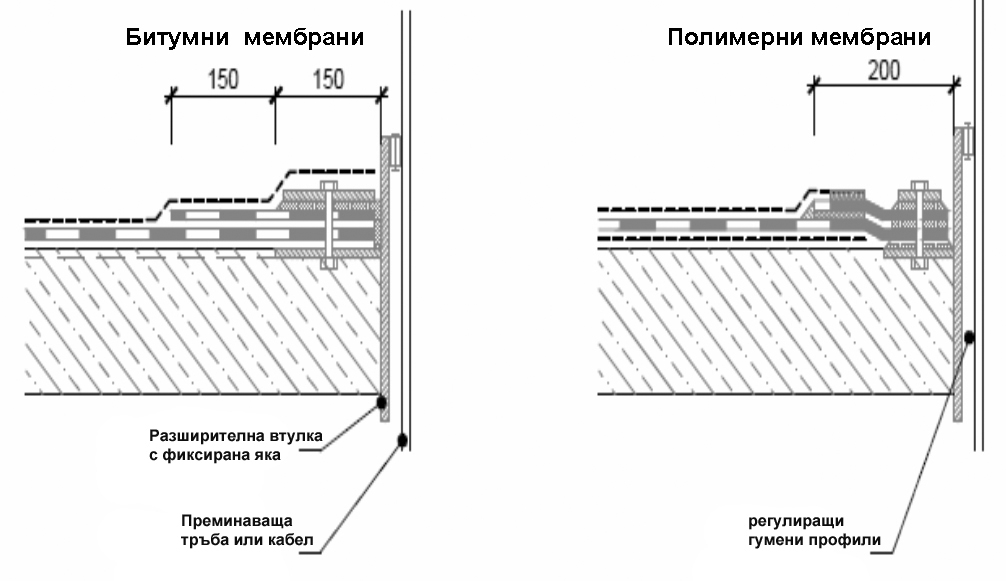 Битумни мембрани
Полимерни мембрани
150
150
200
Разширителна втулка
с фиксирана яка
Преминаваща
тръба или кабел
регулиращи
гумени профили